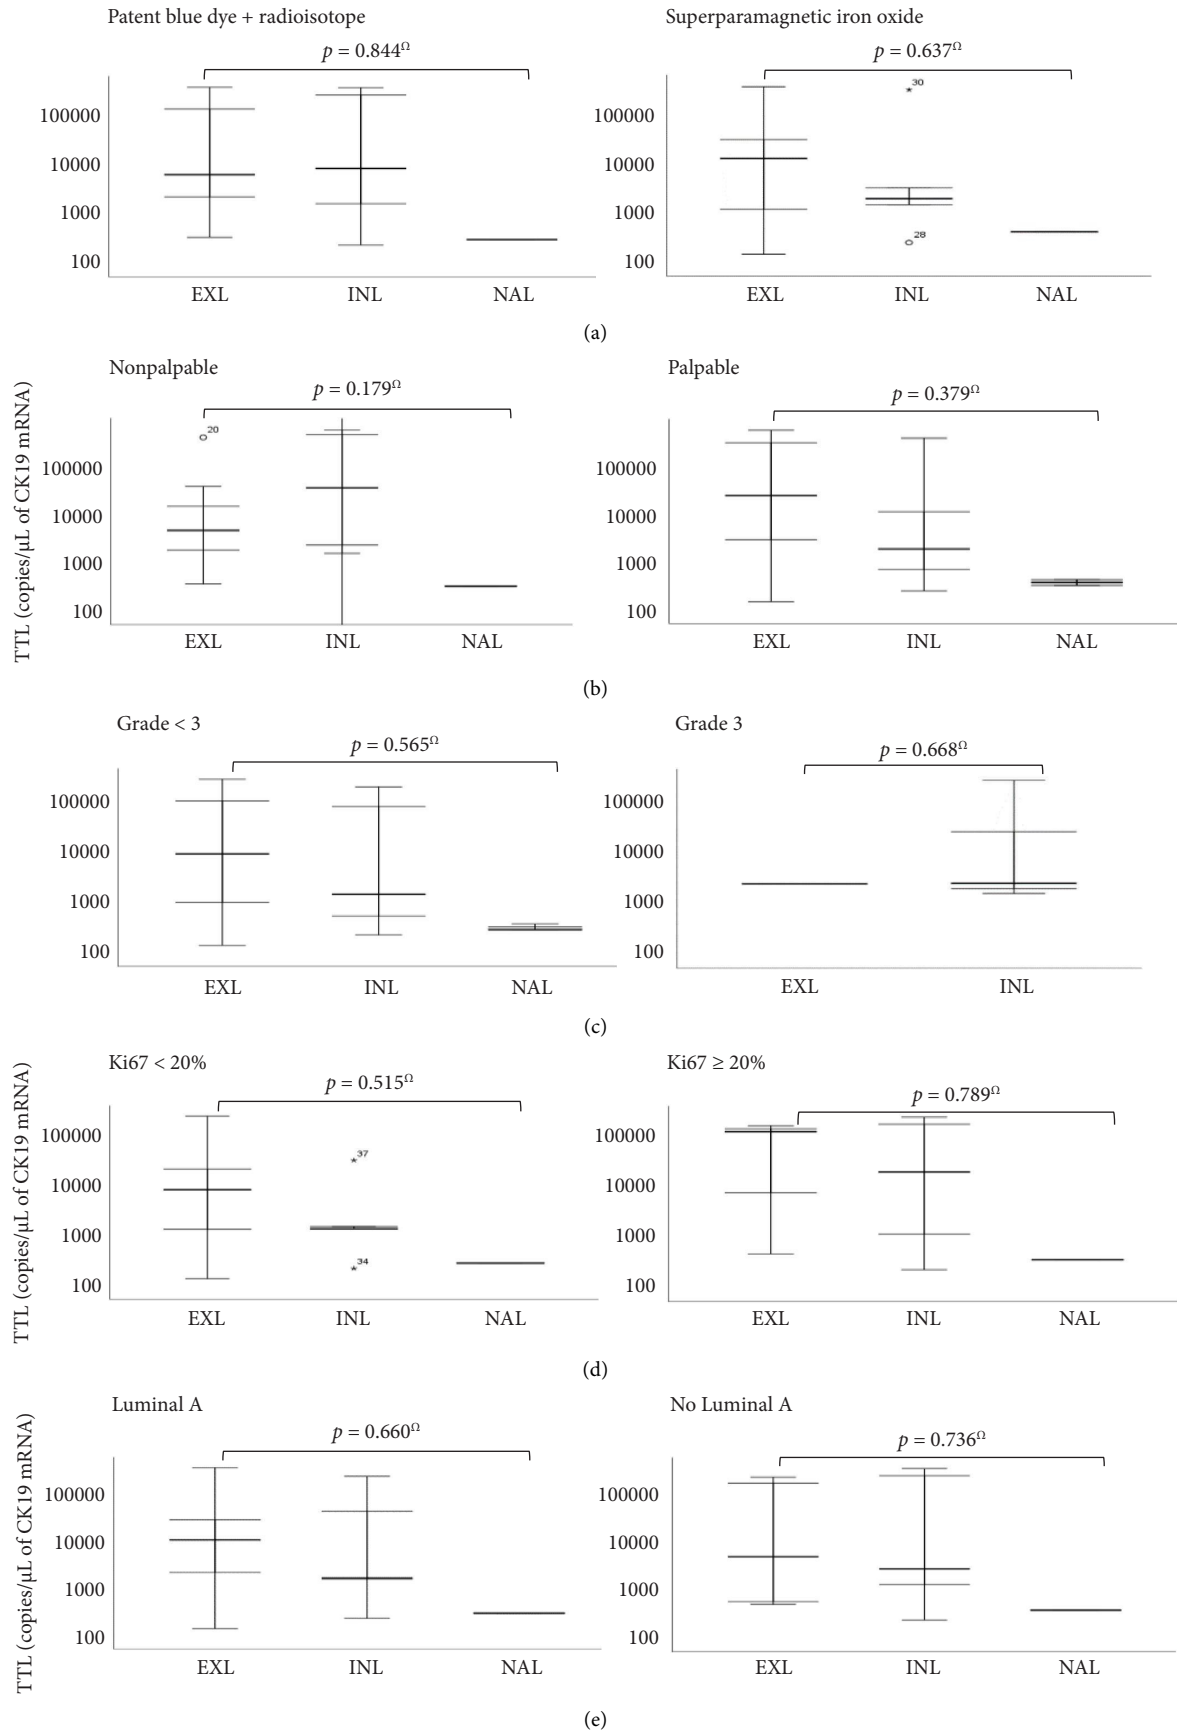 Patent blue dye + radioisotope
Superparamagnetic iron oxide
p = 0.844Ω
p = 0.637Ω
100000
10000
1000
100
EXL INL NAL
100000
10000
1000
100
30
28
EXL INL NAL
(a)
TTL (copies/μL of CK19 mRNA)
Nonpalpable
Palpable
p = 0.179Ω
p = 0.379Ω
20
100000
10000
1000
100
EXL INL NAL
100000
10000
1000
100
EXL INL NAL
(b)
Grade < 3
Grade 3
p = 0.565Ω
p = 0.668Ω
100000
10000
1000
100
EXL INL NAL
100000
10000
1000
100
EXL INL
(c)
TTL (copies/μL of CK19 mRNA)
Ki67 < 20%
Ki67 ≥ 20%
p = 0.515Ω
p = 0.789Ω
100000
10000
1000
100
37
34
EXL INL NAL
100000
10000
1000
100
EXL INL NAL
(d)
TTL (copies/μL of CK19 mRNA)
Luminal A
No Luminal A
p = 0.660Ω
p = 0.736Ω
100000
10000
1000
100
EXL INL NAL
100000
10000
1000
100
EXL INL NAL
(e)